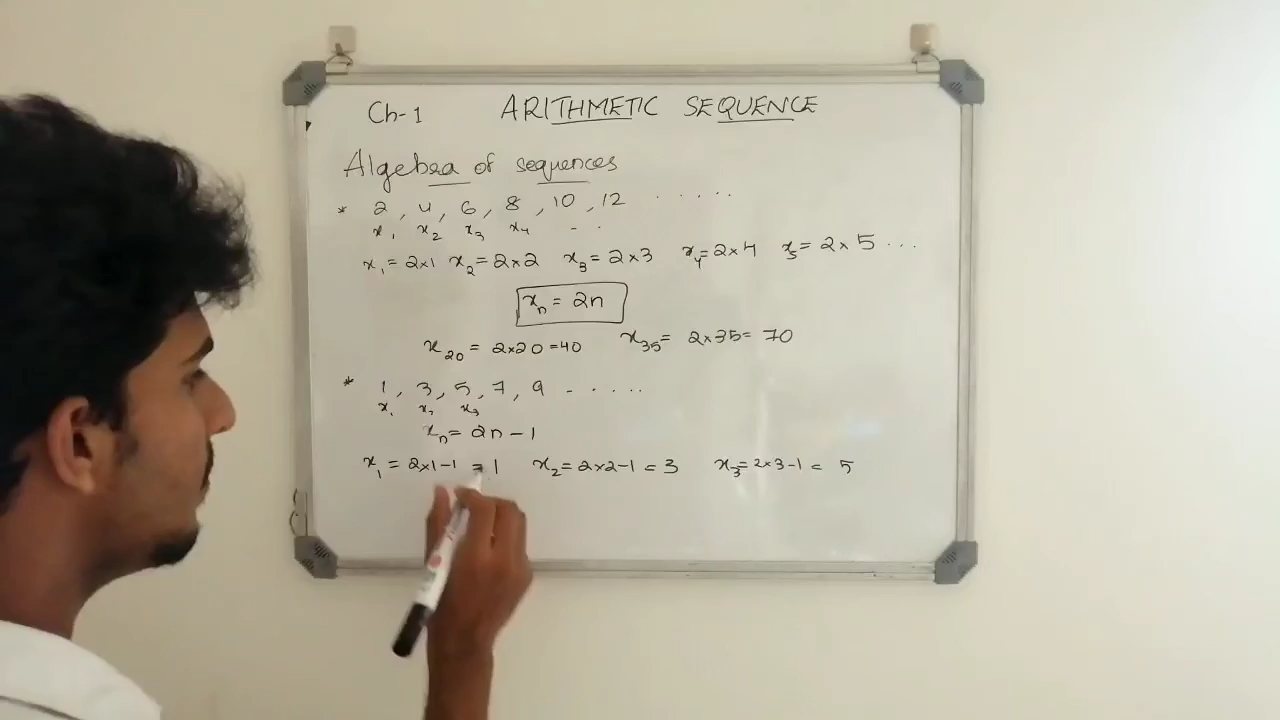 Ch-1 ARITHMETIC SEQUENCE
Algebra of sequences
* 2, 4, 6, 8, 10, 12 ......
x₁ x₂ x₃ x₄ ...
x₁ = 2×1 x₂ = 2×2 x₃ = 2×3 x₄ = 2×4 x₅ = 2×5 ...
xₙ = 2n
x₂₀ = 2×20 = 40 x₃₅ = 2×35 = 70
* 1, 3, 5, 7, 9 .....
x₁ x₂ x₃
xₙ = 2n - 1
x₁ = 2×1-1 = 1 x₂ = 2×2-1 = 3 x₃ = 2×3-1 = 5